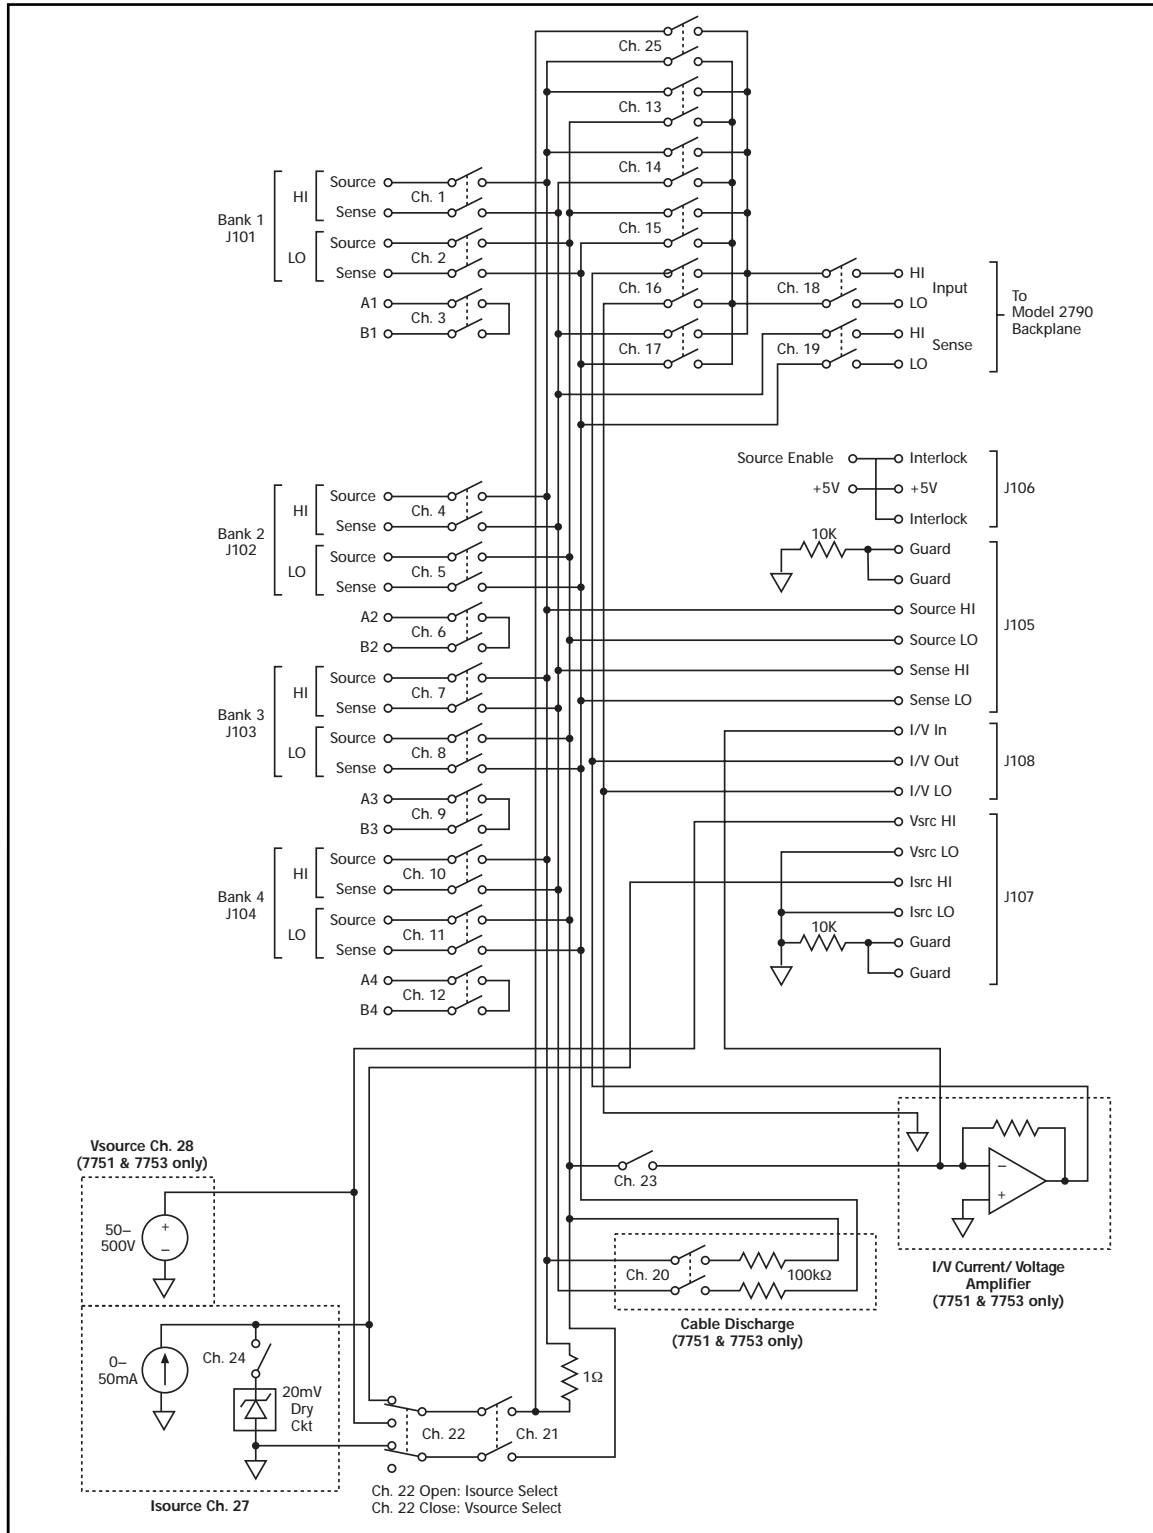 Ch. 25
Ch. 13
Ch. 14
Ch. 15
Ch. 16
Ch. 17
Bank 1
J101
HI
Source
Sense
Ch. 1
LO
Source
Sense
Ch. 2
A1
B1
Ch. 3
Ch. 18
Ch. 19
HI
Input
LO
HI
Sense
LO
To
Model 2790
Backplane
Source Enable
+5V
Interlock
+5V
Interlock
J106
10K
Guard
Guard
Source HI
Source LO
Sense HI
Sense LO
J105
I/V In
I/V Out
I/V LO
J108
Vsrc HI
Vsrc LO
Isrc HI
Isrc LO
10K
Guard
Guard
J107
Bank 2
J102
HI
Source
Sense
Ch. 4
LO
Source
Sense
Ch. 5
A2
B2
Ch. 6
Bank 3
J103
HI
Source
Sense
Ch. 7
LO
Source
Sense
Ch. 8
A3
B3
Ch. 9
Bank 4
J104
HI
Source
Sense
Ch. 10
LO
Source
Sense
Ch. 11
A4
B4
Ch. 12
Vsource Ch. 28
(7751 & 7753 only)
50–
500V
+
–
Ch. 23
–
+
I/V Current/ Voltage
Amplifier
(7751 & 7753 only)
Ch. 20
100kΩ
Cable Discharge
(7751 & 7753 only)
0–
50mA
Ch. 24
20mV
Dry
Ckt
Isource Ch. 27
1Ω
Ch. 22
Ch. 21
Ch. 22 Open: Isource Select
Ch. 22 Close: Vsource Select